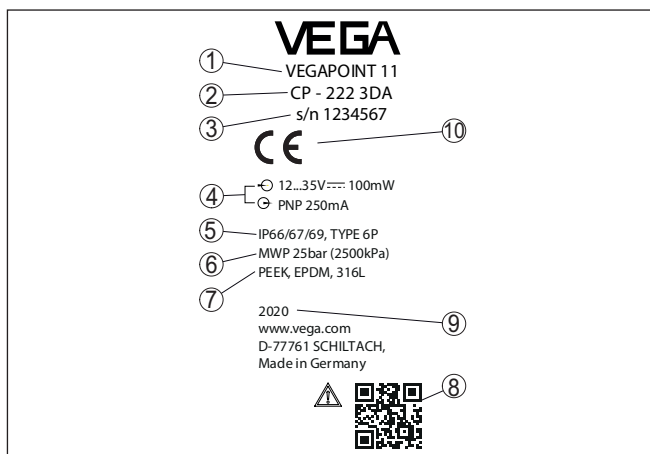 VEGA
① VEGAPOINT 11
② CP - 222 3DA
③ s/n 1234567
CE ⑩
④ 12...35V⎓ 100mW
PNP 250mA
⑤ IP66/67/69, TYPE 6P
⑥ MWP 25bar (2500kPa)
⑦ PEEK, EPDM, 316L
2020 ⑨
www.vega.com
D-77761 SCHILTACH,
Made in Germany
⑧